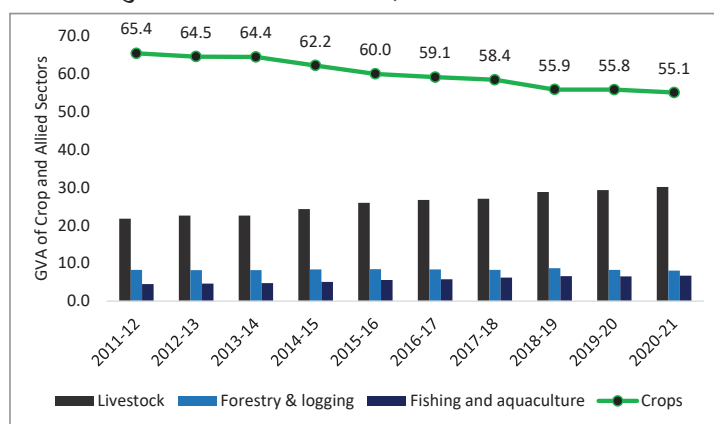 65.4 64.5 64.4 62.2 60.0 59.1 58.4 55.9 55.8 55.1
70.0
60.0
50.0
40.0
30.0
20.0
10.0
0.0
GVA of Crop and Allied Sectors
2011-12 2012-13 2013-14 2014-15 2015-16 2016-17 2017-18 2018-19 2019-20 2020-21
Livestock Forestry & logging Fishing and aquaculture Crops